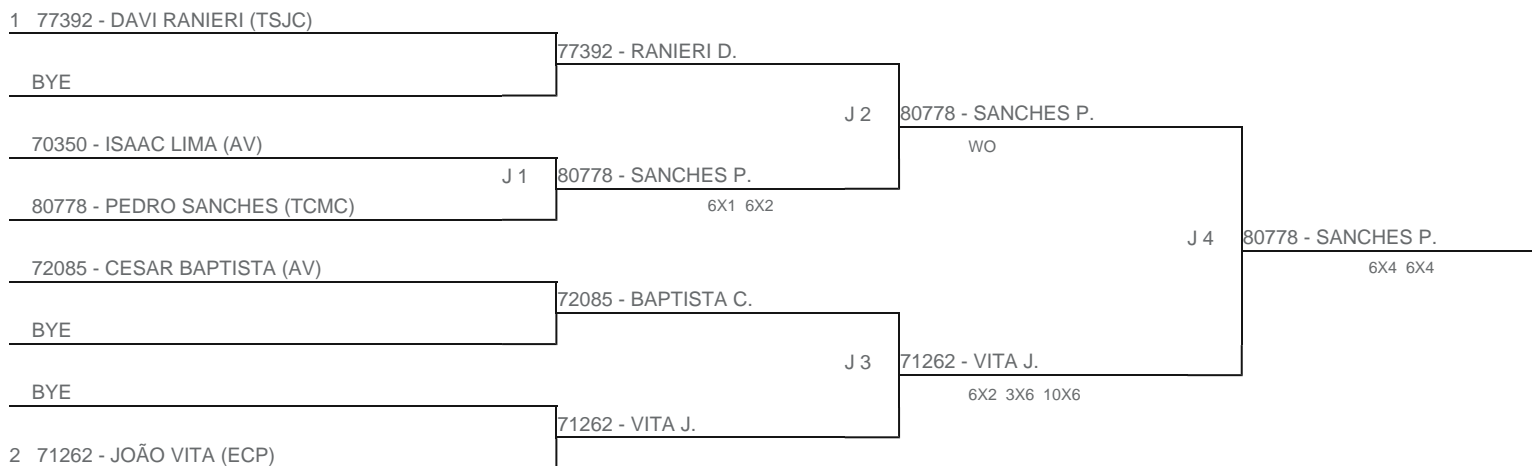 1 77392 - DAVI RANIERI (TSJC)
77392 - RANIERI D.
BYE
J 2 80778 - SANCHES P.
WO
70350 - ISAAC LIMA (AV)
J 1 80778 - SANCHES P.
6X1 6X2
80778 - PEDRO SANCHES (TCMC)
J 4 80778 - SANCHES P.
6X4 6X4
72085 - CESAR BAPTISTA (AV)
72085 - BAPTISTA C.
BYE
J 3 71262 - VITA J.
6X2 3X6 10X6
BYE
71262 - VITA J.
2 71262 - JOÃO VITA (ECP)